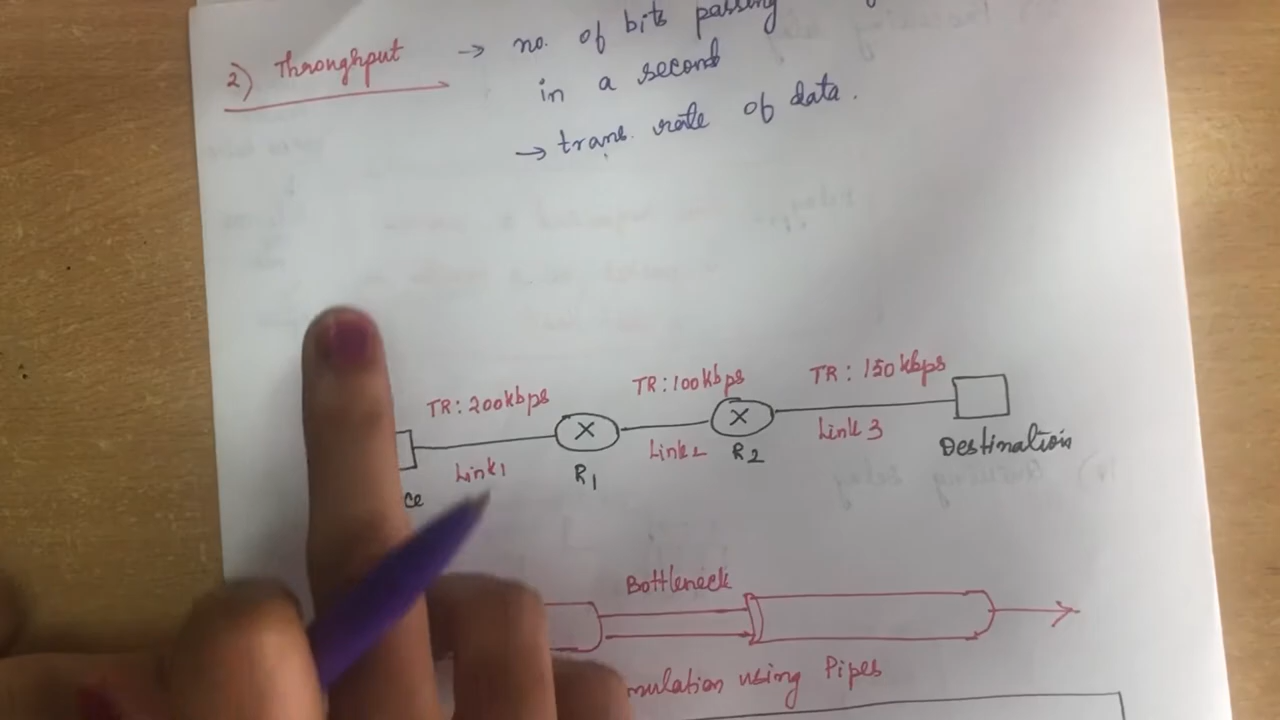 2) Throughput → no. of bits passing
in a second
→ trans. rate of data.
TR: 200kbps TR: 100kbps TR: 150kbps
X X
Link1 Link2 Link 3
R1 R2 Destination
ce
Bottleneck
mulation using Pipes